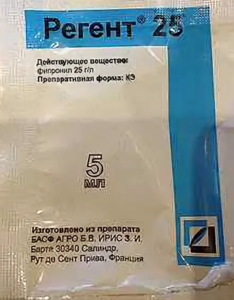 Регент® 25
Действующее вещество:
фипронил 25 г/л
Препаративная форма: КЭ
5
МЛ
Изготовлено из препарата
БАСФ АГРО Б.В. ИРИС З. И.
Барте 30340 Салиндр,
Рут де Сент Прива, Франция